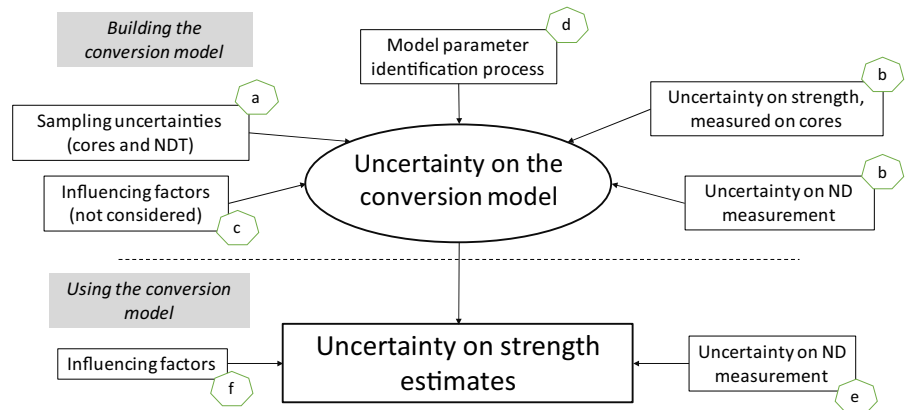 Building the
conversion model
d
Model parameter
identification process
b
Uncertainty on strength,
measured on cores
a
Sampling uncertainties
(cores and NDT)
Uncertainty on the
conversion model
b
Uncertainty on ND
measurement
Influencing factors
(not considered)
c
Using the conversion
model
Uncertainty on strength
estimates
Influencing factors
f
Uncertainty on ND
measurement
e